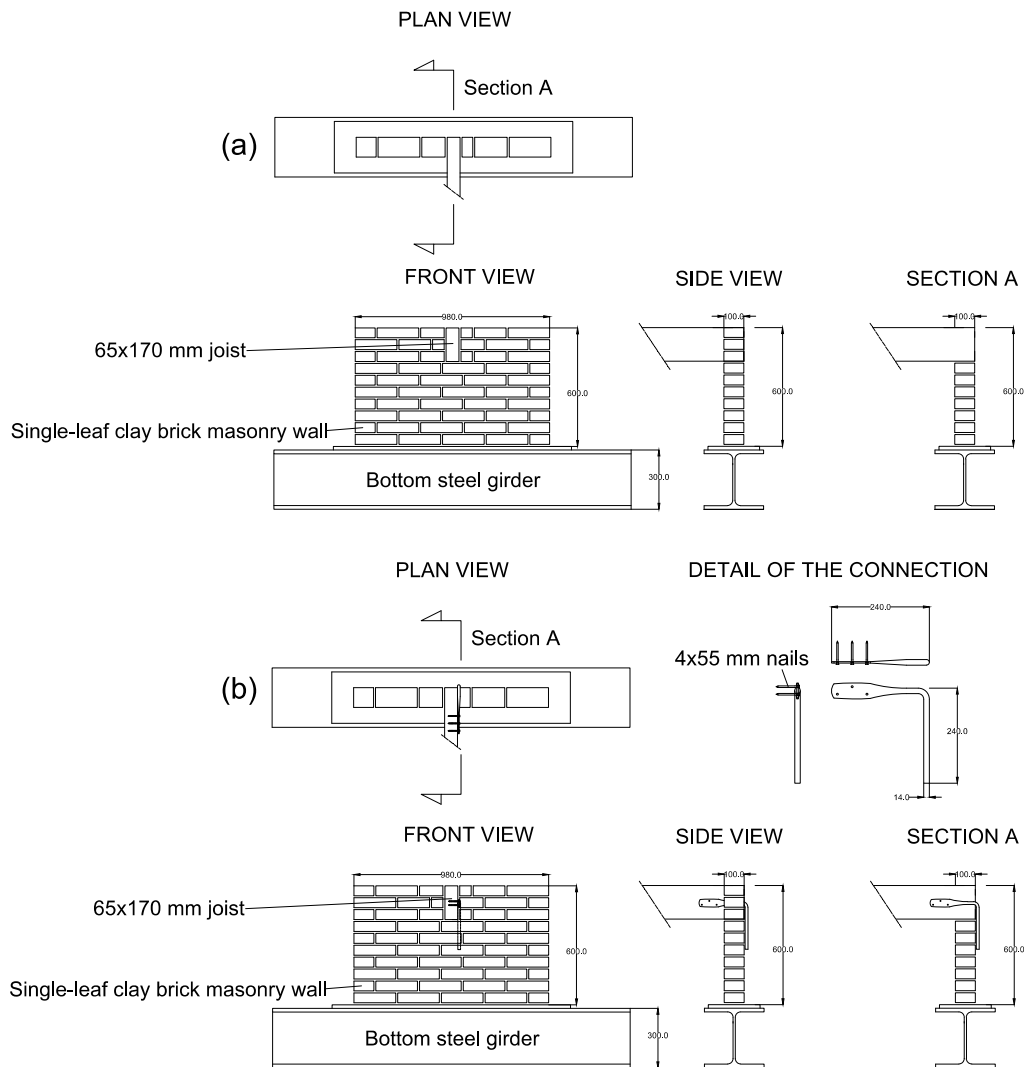 PLAN VIEW
Section A
(a)
FRONT VIEW
SIDE VIEW
SECTION A
980.0
100.0
100.0
65x170 mm joist
600.0
600.0
600.0
Single-leaf clay brick masonry wall
Bottom steel girder
300.0
PLAN VIEW
DETAIL OF THE CONNECTION
240.0
Section A
4x55 mm nails
(b)
240.0
14.0
FRONT VIEW
SIDE VIEW
SECTION A
980.0
100.0
100.0
65x170 mm joist
600.0
600.0
600.0
Single-leaf clay brick masonry wall
Bottom steel girder
300.0